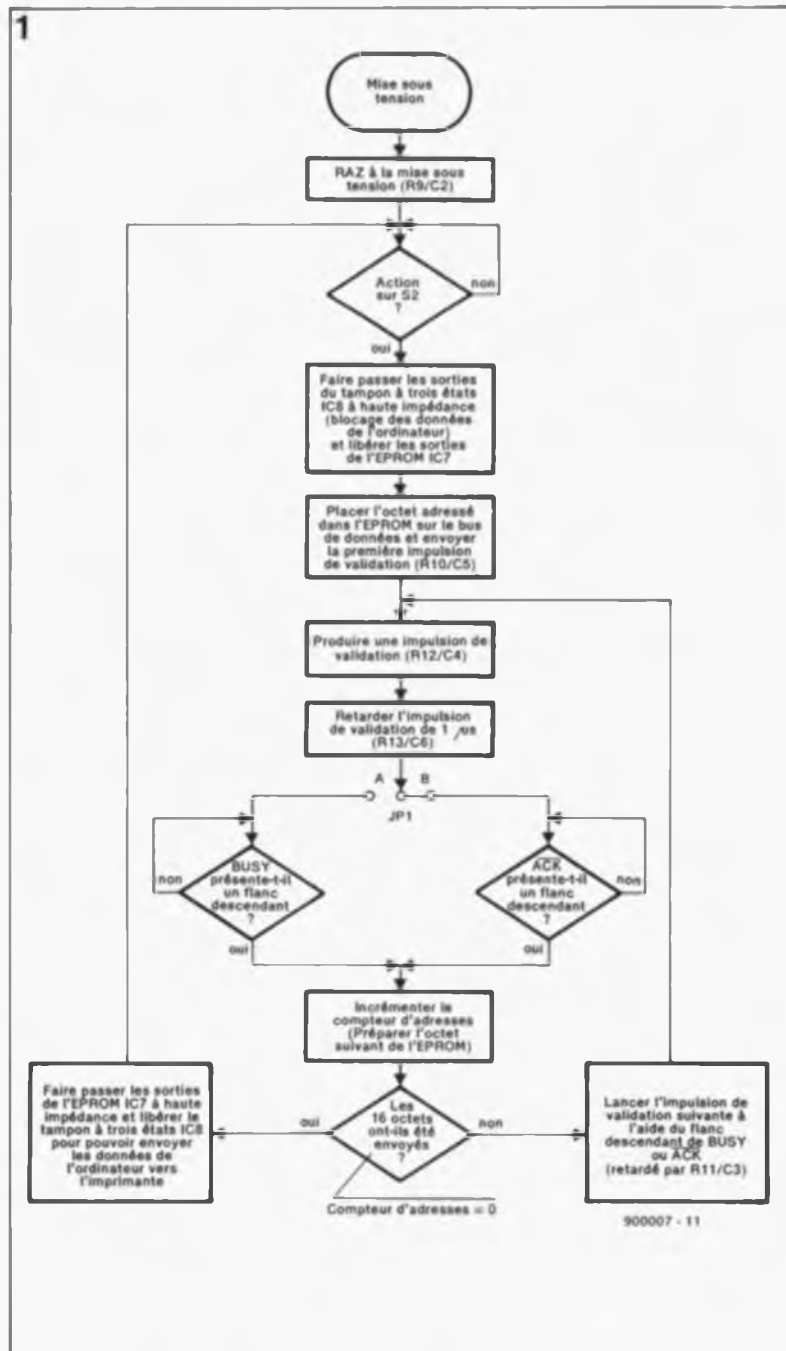 1
Mise sous
tension
RAZ à la mise sous
tension (R9/C2)
Action
sur S2
?
non
oui
Faire passer les sorties
du tampon à trois états
IC8 à haute impédance
(blocage des données
de l'ordinateur)
et libérer les sorties
de l'EPROM IC7
Placer l'octet adressé
dans l'EPROM sur le bus
de données et envoyer
la première impulsion
de validation (R10/C5)
Produire une impulsion de
validation (R12/C4)
Retarder l'impulsion
de validation de 1 µs
(R13/C6)
A
B
JP1
BUSY
présente-t-il
un flanc
descendant
?
non
oui
ACK
présente-t-il
un flanc
descendant
?
non
oui
Incrémenter le
compteur d'adresses
(Préparer l'octet
suivant de l'EPROM)
Les
16 octets
ont-ils été
envoyés
?
oui
non
Faire passer les sorties
de l'EPROM IC7 à haute
impédance et libérer le
tampon à trois états IC8
pour pouvoir envoyer
les données de
l'ordinateur vers
l'imprimante
Lancer l'impulsion de
validation suivante à
l'aide du flanc
descendant de BUSY
ou ACK
(retardé par R11/C3)
Compteur d'adresses = 0
900007 - 11